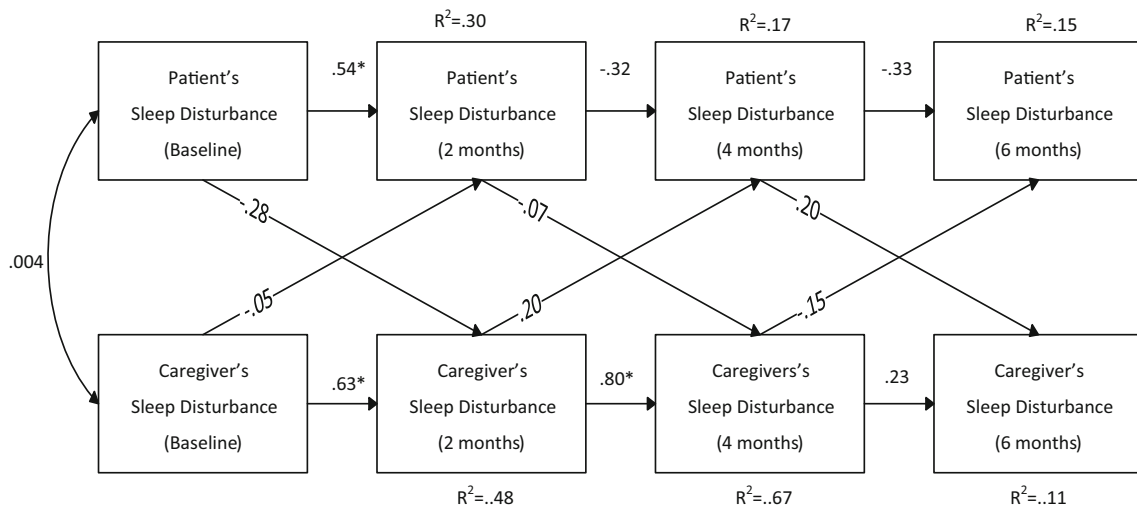 R²=.30
R²=.17
R²=.15
Patient's
Sleep Disturbance
(Baseline)
.54*
Patient's
Sleep Disturbance
(2 months)
-.32
Patient's
Sleep Disturbance
(4 months)
-.33
Patient's
Sleep Disturbance
(6 months)
-.28
-.07
.20
.004
-.05
.20
-.15
Caregiver's
Sleep Disturbance
(Baseline)
.63*
Caregiver's
Sleep Disturbance
(2 months)
.80*
Caregivers's
Sleep Disturbance
(4 months)
.23
Caregiver's
Sleep Disturbance
(6 months)
R²=..48
R²=..67
R²=..11